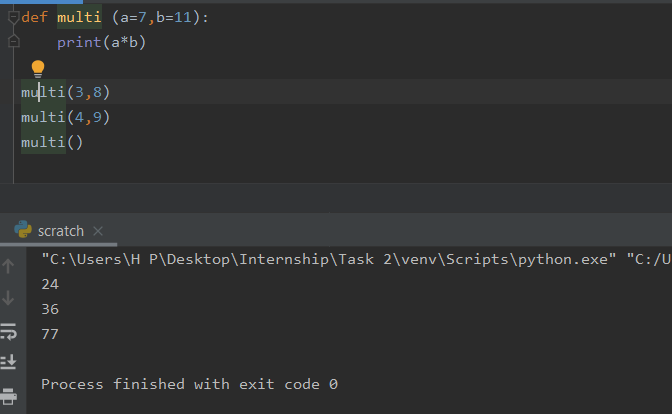 def multi (a=7,b=11):
    print(a*b)
multi(3,8)
multi(4,9)
multi()
scratch
"C:\Users\H P\Desktop\Internship\Task 2\venv\Scripts\python.exe" "C:/U
24
36
77
Process finished with exit code 0